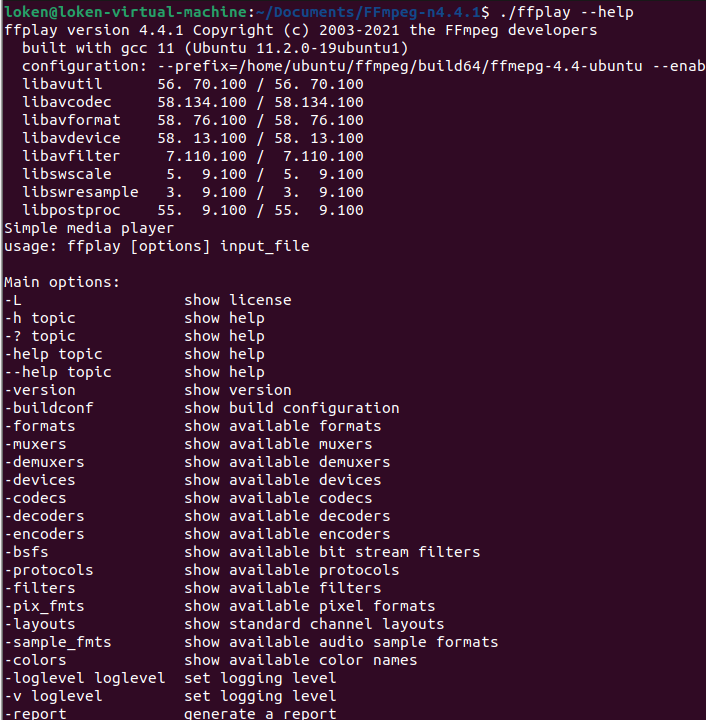 loken@loken-virtual-machine:~/Documents/FFmpeg-n4.4.1$ ./ffplay --help
ffplay version 4.4.1 Copyright (c) 2003-2021 the FFmpeg developers
  built with gcc 11 (Ubuntu 11.2.0-19ubuntu1)
  configuration: --prefix=/home/ubuntu/ffmpeg/build64/ffmepg-4.4-ubuntu --enab
  libavutil      56. 70.100 / 56. 70.100
  libavcodec     58.134.100 / 58.134.100
  libavformat    58. 76.100 / 58. 76.100
  libavdevice    58. 13.100 / 58. 13.100
  libavfilter     7.110.100 /  7.110.100
  libswscale      5.  9.100 /  5.  9.100
  libswresample   3.  9.100 /  3.  9.100
  libpostproc    55.  9.100 / 55.  9.100
Simple media player
usage: ffplay [options] input_file

Main options:
-L                  show license
-h topic            show help
-? topic            show help
-help topic         show help
--help topic        show help
-version            show version
-buildconf          show build configuration
-formats            show available formats
-muxers             show available muxers
-demuxers           show available demuxers
-devices            show available devices
-codecs             show available codecs
-decoders           show available decoders
-encoders           show available encoders
-bsfs               show available bit stream filters
-protocols          show available protocols
-filters            show available filters
-pix_fmts           show available pixel formats
-layouts            show standard channel layouts
-sample_fmts        show available audio sample formats
-colors             show available color names
-loglevel loglevel  set logging level
-v loglevel         set logging level
-report             generate a report